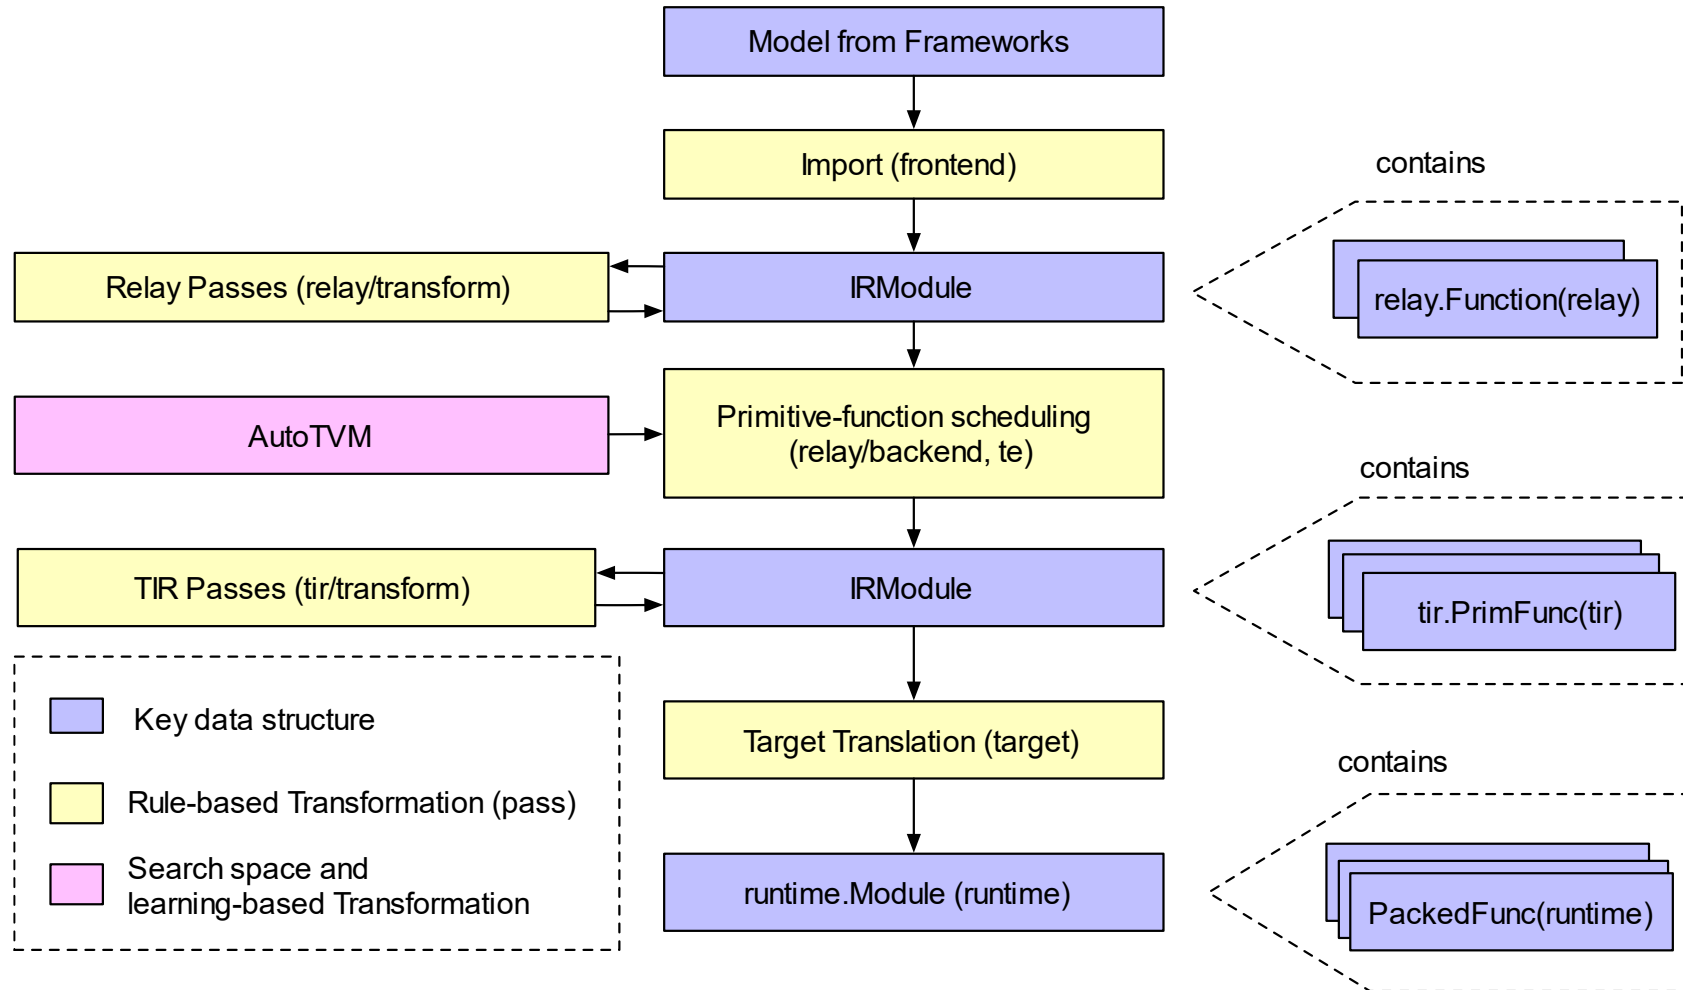 Model from Frameworks
Import (frontend)
contains
Relay Passes (relay/transform)
IRModule
relay.Function(relay)
AutoTVM
Primitive-function scheduling
(relay/backend, te)
contains
TIR Passes (tir/transform)
IRModule
tir.PrimFunc(tir)
Key data structure
Target Translation (target)
contains
Rule-based Transformation (pass)
Search space and
learning-based Transformation
runtime.Module (runtime)
PackedFunc(runtime)